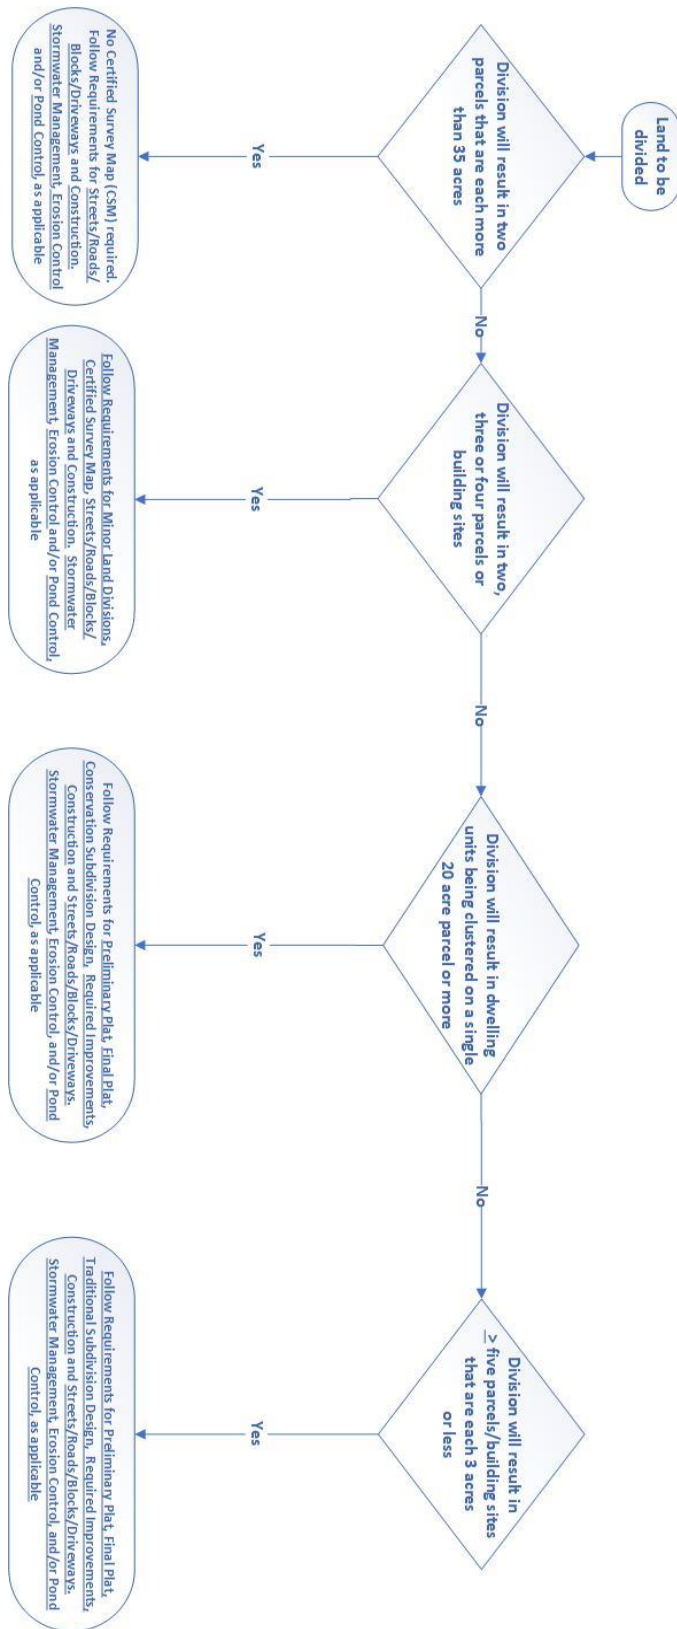 Land to be
divided
Division will result in two
parcels that are each more
than 35 acres
Yes
No Certified Survey Map (CSM) required.
Follow Requirements for Streets/Roads/
Blocks/Driveways and Construction.
Stormwater Management, Erosion Control
and/or Pond Control, as applicable
No
Division will result in two,
three or four parcels or
building sites
Yes
Follow Requirements for Minor Land Divisions,
Certified Survey Map, Streets/Roads/Blocks/
Driveways and Construction. Stormwater
Management, Erosion Control and/or Pond Control,
as applicable
No
Division will result in dwelling
units being clustered on a single
20 acre parcel or more
Yes
Follow Requirements for Preliminary Plat, Final Plat,
Conservation Subdivision Design, Required Improvements,
Construction and Streets/Roads/Blocks/Driveways.
Stormwater Management, Erosion Control, and/or Pond
Control, as applicable
No
Division will result in
> five parcels/building sites
that are each 3 acres
or less
Yes
Follow Requirements for Preliminary Plat, Final Plat,
Traditional Subdivision Design, Required Improvements,
Construction and Streets/Roads/Blocks/Driveways.
Stormwater Management, Erosion Control, and/or Pond
Control, as applicable